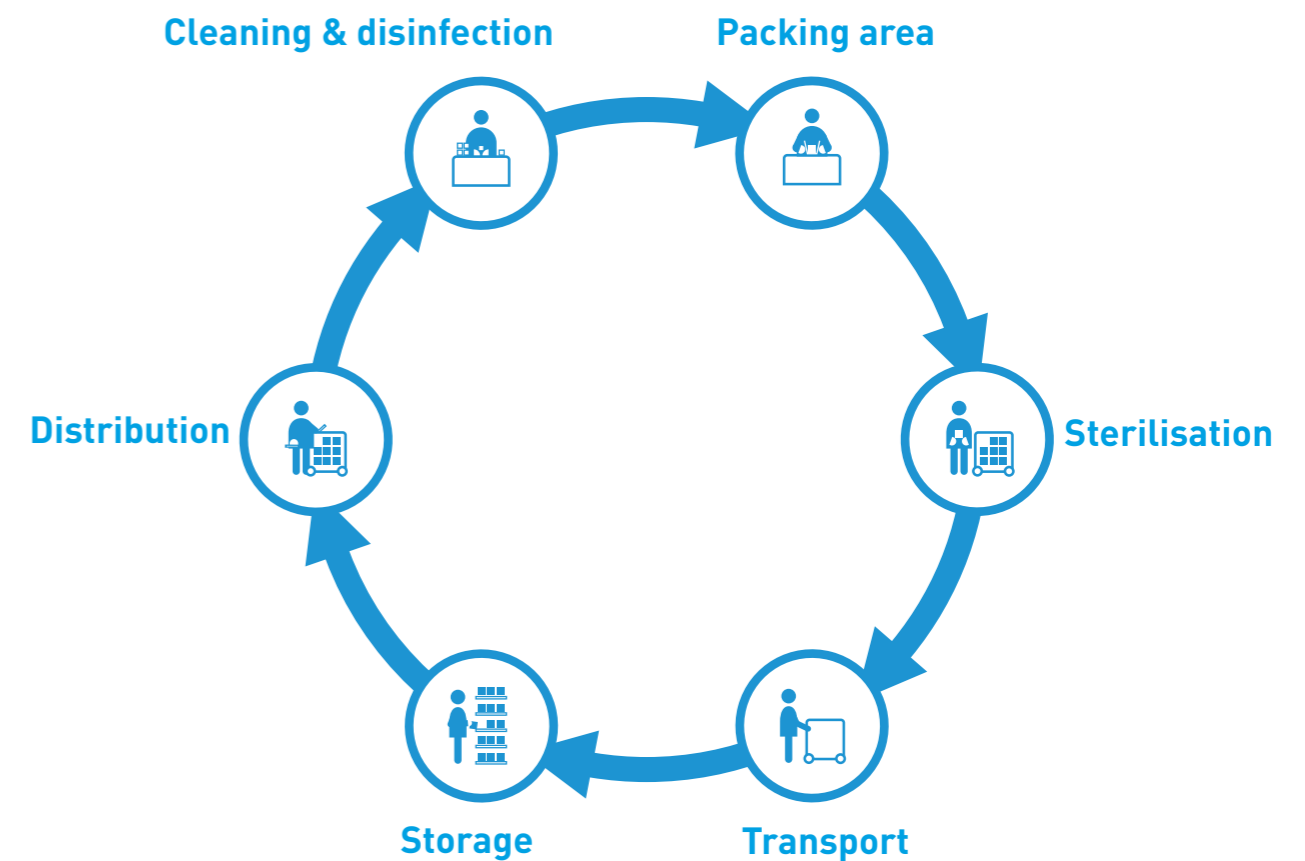 Cleaning & disinfection
Packing area
Distribution
Sterilisation
Storage
Transport